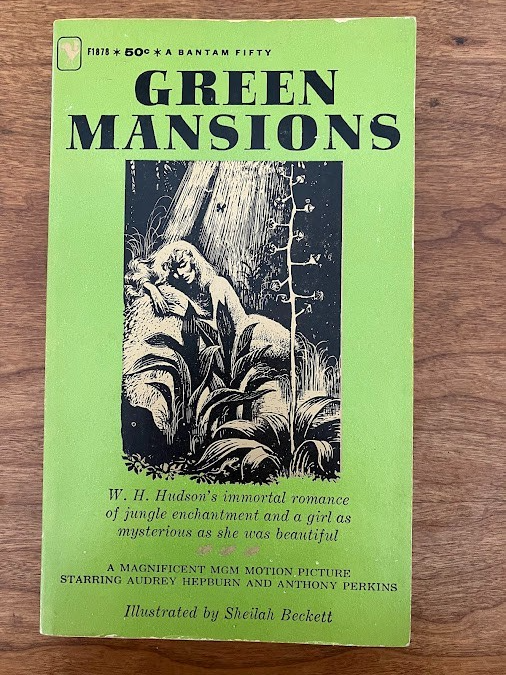 F1878 * 50c * A BANTAM FIFTY
GREEN
MANSIONS
W. H. Hudson's immortal romance
of jungle enchantment and a girl as
mysterious as she was beautiful
A MAGNIFICENT MGM MOTION PICTURE
STARRING AUDREY HEPBURN AND ANTHONY PERKINS
Illustrated by Sheilah Beckett